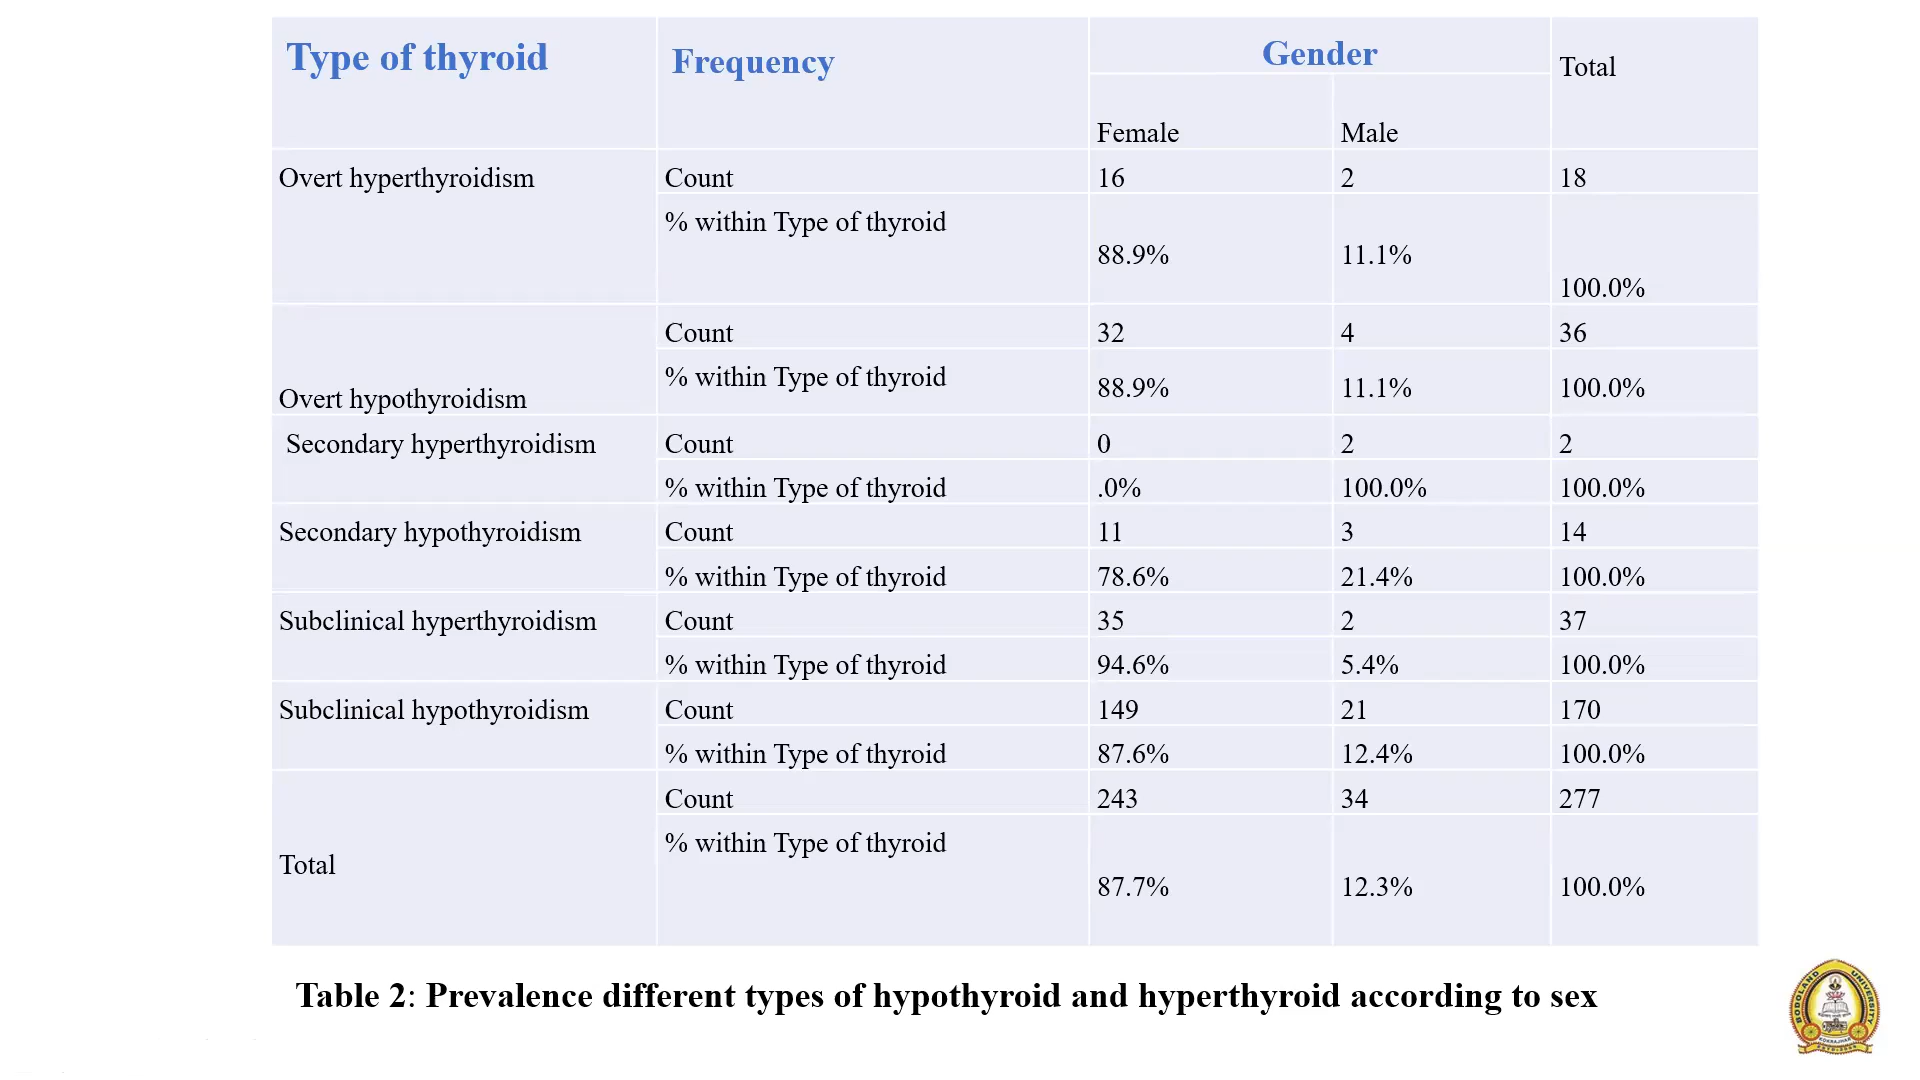 Type of thyroid
Frequency
Gender
Total
Female
Male
Overt hyperthyroidism
Count
16
2
18
% within Type of thyroid
88.9%
11.1%
100.0%
Overt hypothyroidism
Count
32
4
36
% within Type of thyroid
88.9%
11.1%
100.0%
Secondary hyperthyroidism
Count
0
2
2
% within Type of thyroid
.0%
100.0%
100.0%
Secondary hypothyroidism
Count
11
3
14
% within Type of thyroid
78.6%
21.4%
100.0%
Subclinical hyperthyroidism
Count
35
2
37
% within Type of thyroid
94.6%
5.4%
100.0%
Subclinical hypothyroidism
Count
149
21
170
% within Type of thyroid
87.6%
12.4%
100.0%
Total
Count
243
34
277
% within Type of thyroid
87.7%
12.3%
100.0%
Table 2: Prevalence different types of hypothyroid and hyperthyroid according to sex
BODOLAND UNIVERSITY
KOKRAJHAR